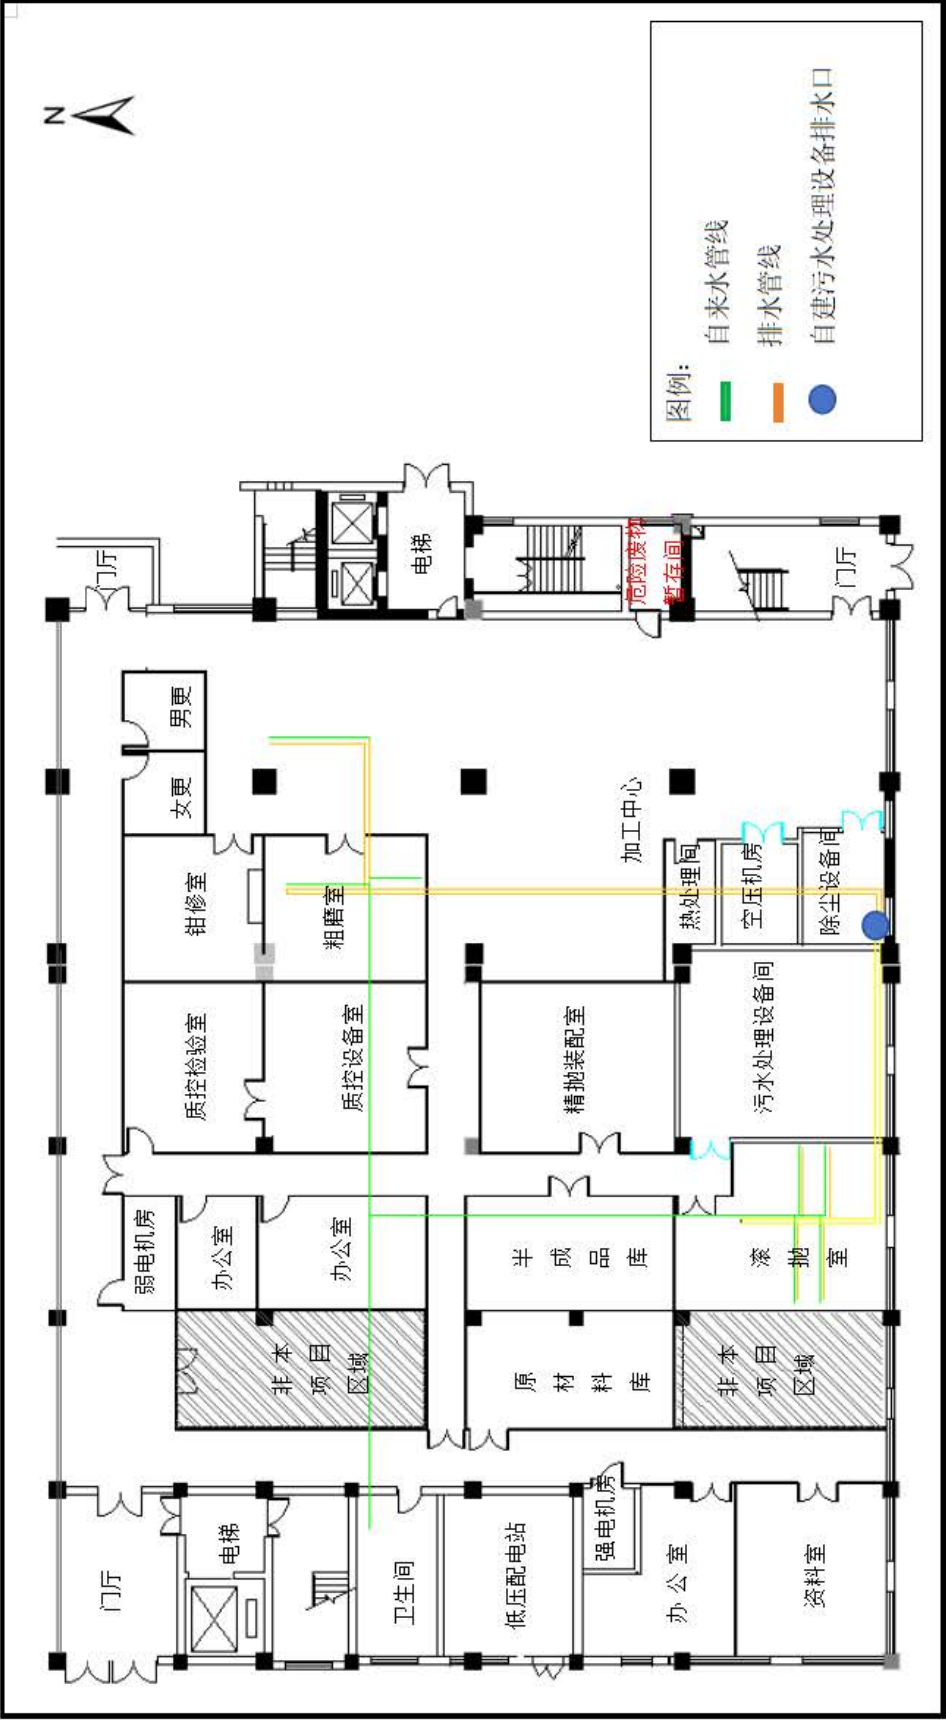 N
图例：
自来水管线
排水管线
自建污水处理设备排水口
门厅
电梯
危险废物
暂存间
门厅
男更
女更
加工中心
钳修室
粗磨室
热处理间
空压机房
除尘设备间
质控检验室
质控设备室
精抛装配室
污水处理设备间
弱电机房
办公室
办公室
半成品库
滚抛室
非本
项目
区域
原材料库
非本
项目
区域
门厅
电梯
卫生间
低压配电站
强电机房
办公室
资料室